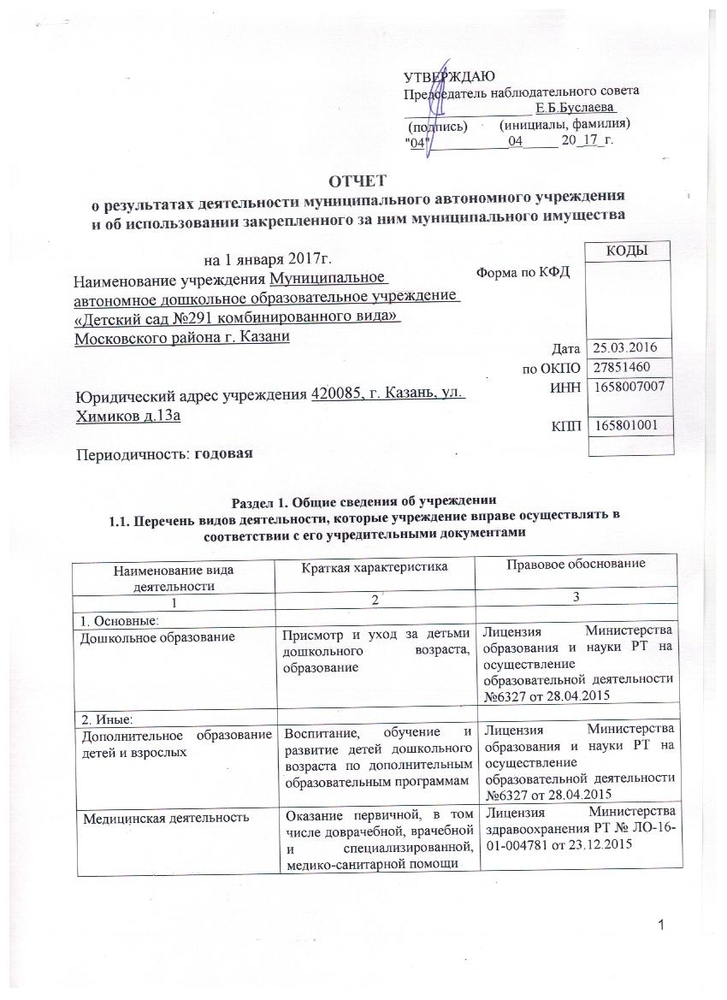 УТВЕРЖДАЮ
Председатель наблюдательного совета
__________________ Е.Б.Буслаева
(подпись) (инициалы, фамилия)
"04"___________04_____ 20_17_г.
ОТЧЕТ
о результатах деятельности муниципального автономного учреждения
и об использовании закрепленного за ним муниципального имущества
КОДЫ
на 1 января 2017г.
Наименование учреждения Муниципальное
Форма по КФД
автономное дошкольное образовательное учреждение
«Детский сад №291 комбинированного вида»
Московского района г. Казани
Дата 25.03.2016
по ОКПО 27851460
ИНН 1658007007
Юридический адрес учреждения 420085, г. Казань, ул.
Химиков д.13а
КПП 165801001
Периодичность: годовая
Раздел 1. Общие сведения об учреждении
1.1. Перечень видов деятельности, которые учреждение вправе осуществлять в
соответствии с его учредительными документами
Наименование вида
деятельности
Краткая характеристика
Правовое обоснование
1 2 3
1. Основные:
Дошкольное образование
Присмотр и уход за детьми
дошкольного возраста,
образование
Лицензия Министерства
образования и науки РТ на
осуществление
образовательной деятельности
№6327 от 28.04.2015
2. Иные:
Дополнительное образование
детей и взрослых
Воспитание, обучение и
развитие детей дошкольного
возраста по дополнительным
образовательным программам
Лицензия Министерства
образования и науки РТ на
осуществление
образовательной деятельности
№6327 от 28.04.2015
Медицинская деятельность
Оказание первичной, в том
числе доврачебной, врачебной
и специализированной,
медико-санитарной помощи
Лицензия Министерства
здравоохранения РТ № ЛО-16-
01-004781 от 23.12.2015
1